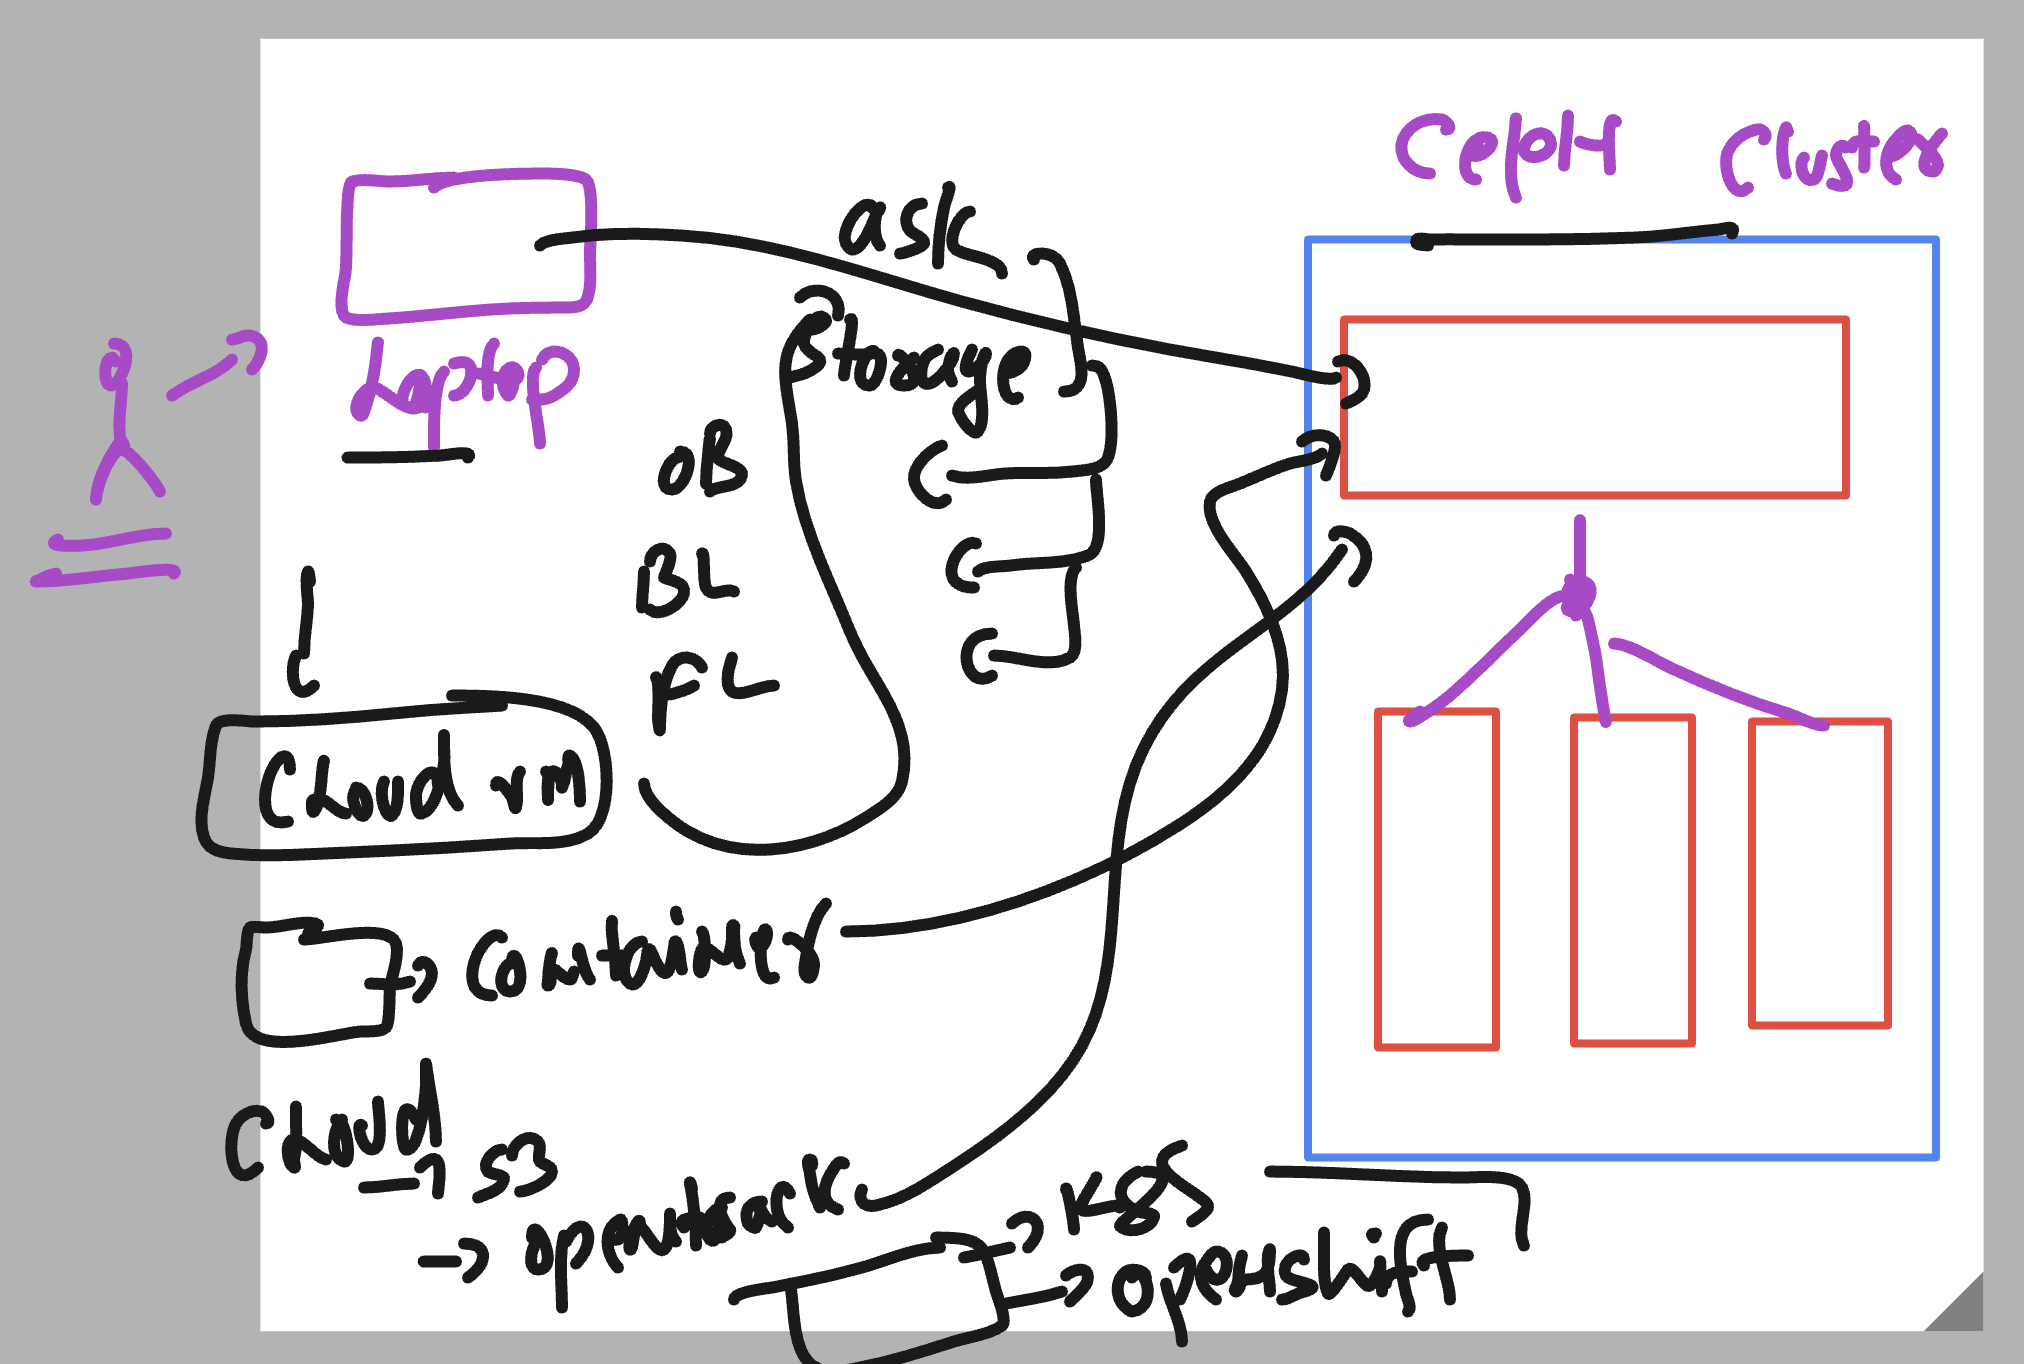 CepH Cluster
ask
Storage
Laptop
OB
BL
FL
CLoud vM
Container
CLoud
S3
openstack
K8S
openshift